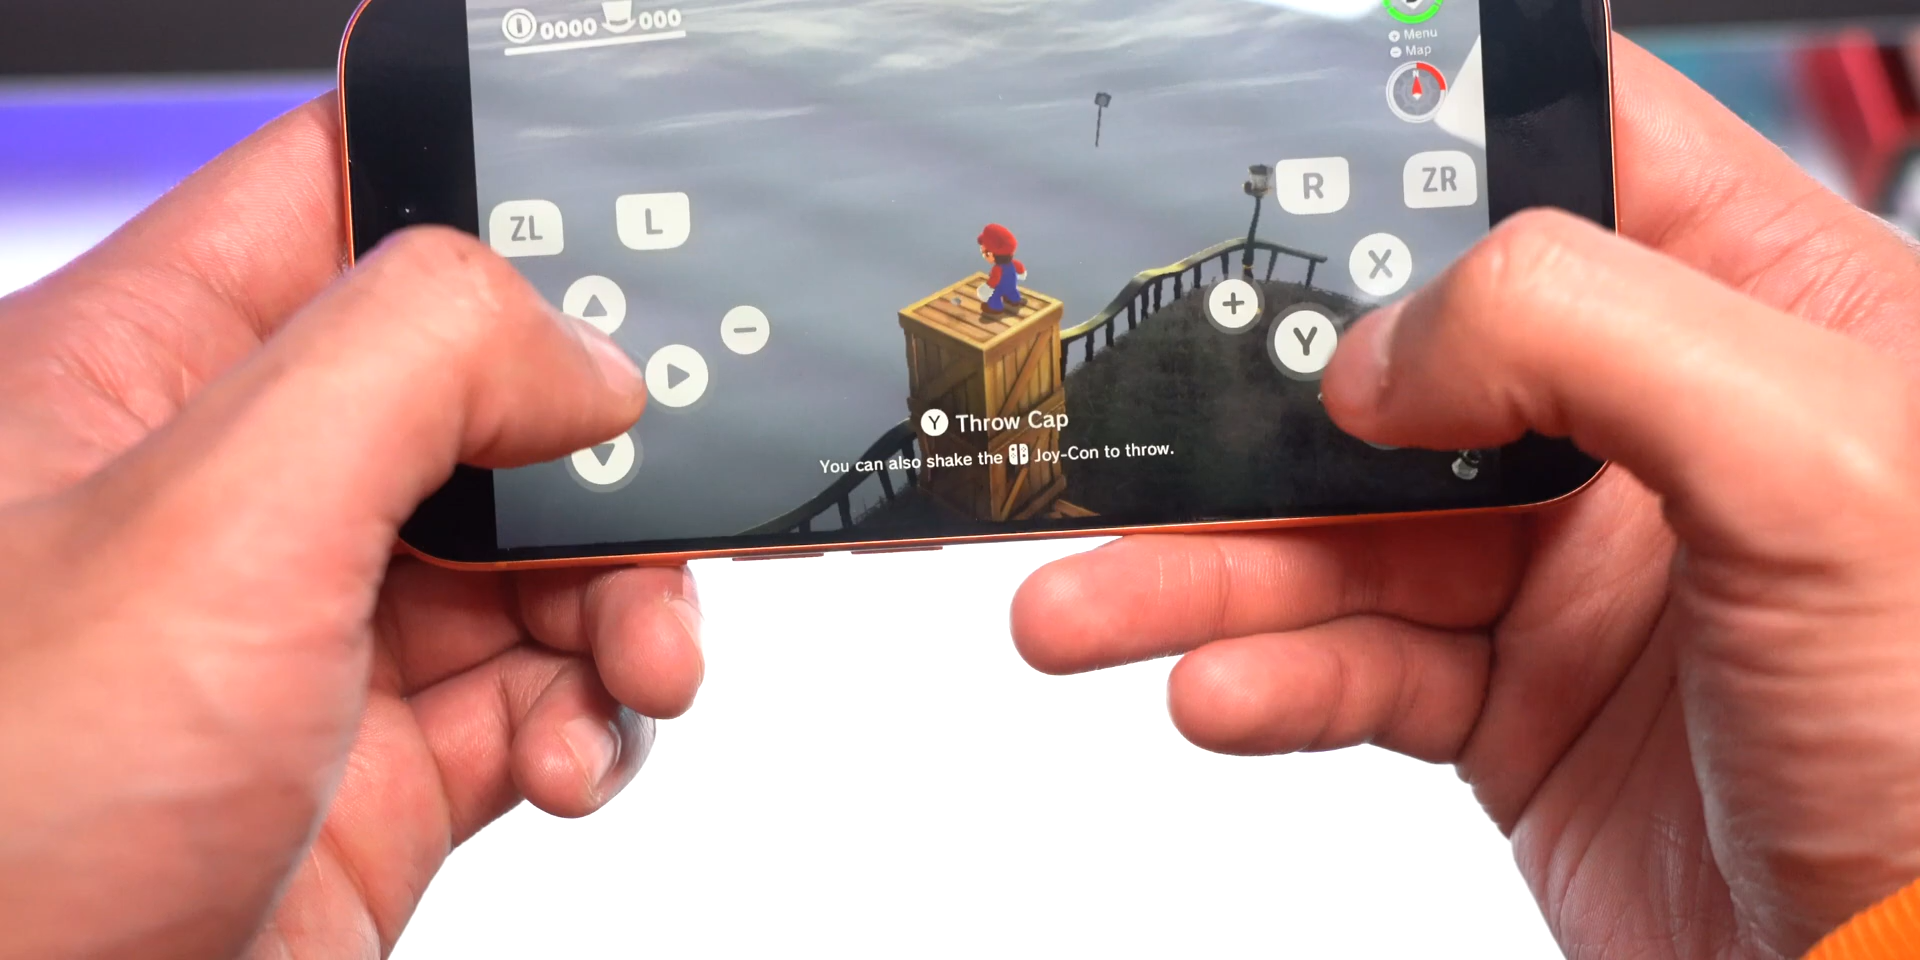 0000 000
+ Menu
- Map
N
R ZR
ZL L
X
+
-
Y
Y Throw Cap
You can also shake the Joy-Con to throw.